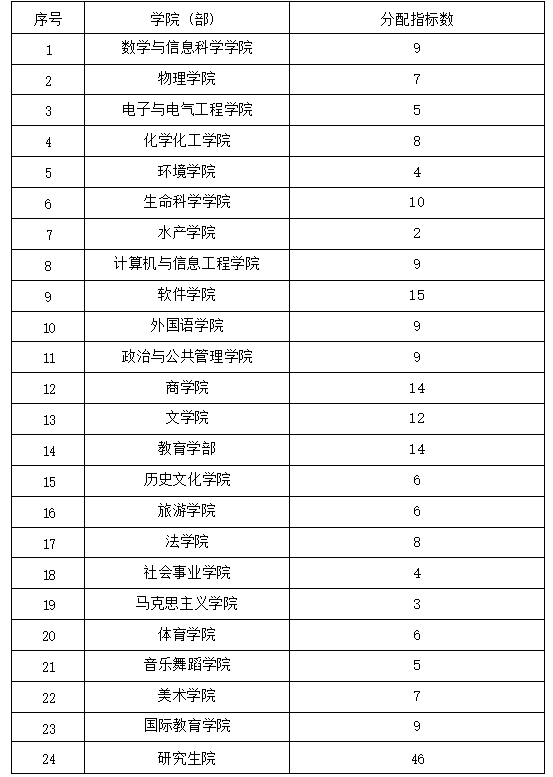 序号 学院（部） 分配指标数
1 数学与信息科学学院 9
2 物理学院 7
3 电子与电气工程学院 5
4 化学化工学院 8
5 环境学院 4
6 生命科学学院 10
7 水产学院 2
8 计算机与信息工程学院 9
9 软件学院 15
10 外国语学院 9
11 政治与公共管理学院 9
12 商学院 14
13 文学院 12
14 教育学部 14
15 历史文化学院 6
16 旅游学院 6
17 法学院 8
18 社会事业学院 4
19 马克思主义学院 3
20 体育学院 6
21 音乐舞蹈学院 5
22 美术学院 7
23 国际教育学院 9
24 研究生院 46